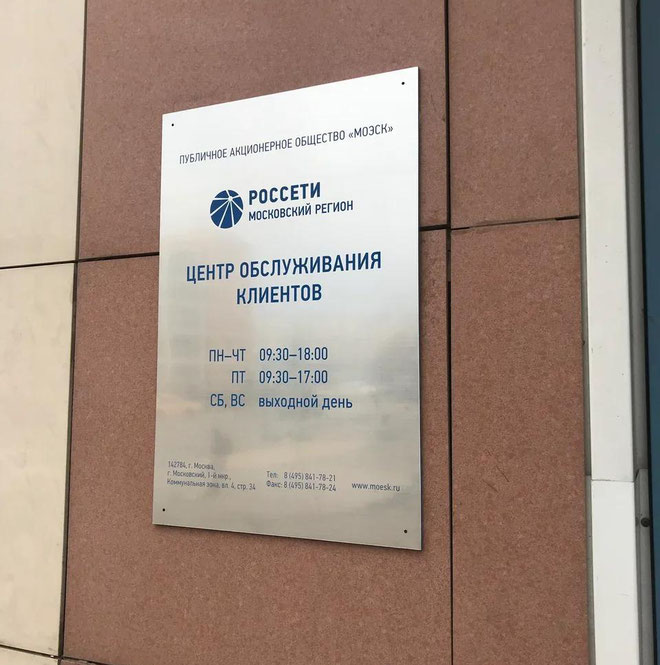 ПУБЛИЧНОЕ АКЦИОНЕРНОЕ ОБЩЕСТВО «МОЭСК»
РОССЕТИ
МОСКОВСКИЙ РЕГИОН
ЦЕНТР ОБСЛУЖИВАНИЯ
КЛИЕНТОВ
ПН–ЧТ 09:30–18:00
ПТ 09:30–17:00
СБ, ВС выходной день
142784, г. Москва,
г. Московский, 1-й мкр.,
Коммунальная зона, вл. 4, стр. 34
Тел: 8 (495) 841-78-21
Факс: 8 (495) 841-78-24
www.moesk.ru